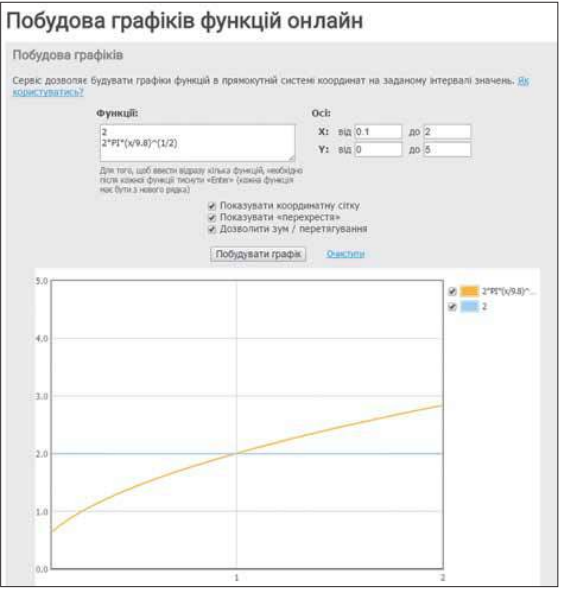 Побудова графіків функцій онлайн
Побудова графіків
Сервіс дозволяє будувати графіки функцій в прямокутній системі координат на заданому інтервалі значень. Як
користуватись?
Функції:
2
2*PI*(x/9.8)^(1/2)
Для того, щоб ввести відразу кілька функцій, необхідно
після кожної функції тиснути «Enter» (кожна функція
має бути з нового рядка)
Осі:
X: від 0.1 до 2
Y: від 0 до 5
Показувати координатну сітку
Показувати «перехрестя»
Дозволити зум / перетягування
Побудувати графік Очистити
2*PI*(x/9.8)^...
2
5.0
4.0
3.0
2.0
1.0
0.0
1 2